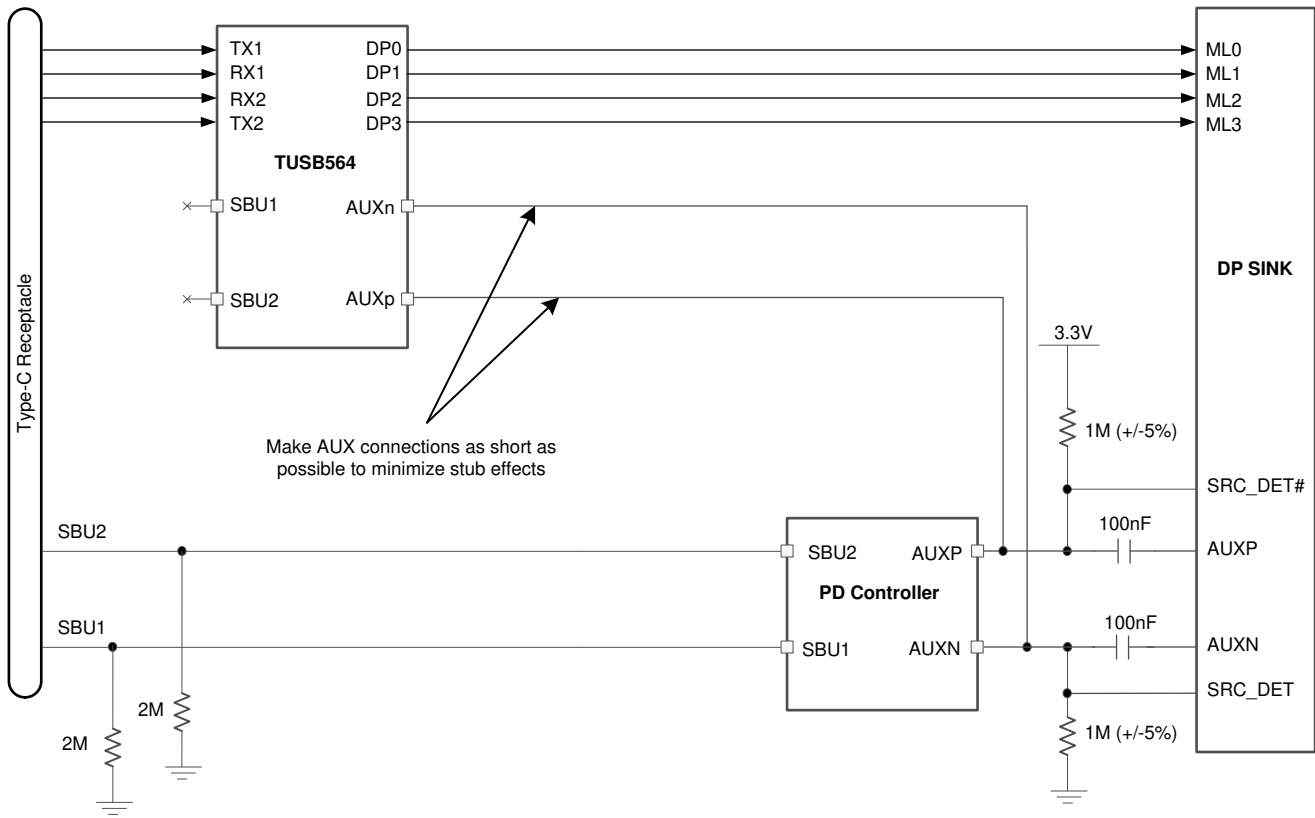 Type-C Receptacle
TX1
DP0
RX1
DP1
RX2
DP2
TX2
DP3
TUSB564
SBU1
AUXn
SBU2
AUXp
ML0
ML1
ML2
ML3
DP SINK
Make AUX connections as short as
possible to minimize stub effects
3.3V
1M (+/-5%)
SRC_DET#
100nF
AUXP
SBU2
SBU2
AUXP
PD Controller
SBU1
SBU1
AUXN
100nF
AUXN
SRC_DET
1M (+/-5%)
2M
2M